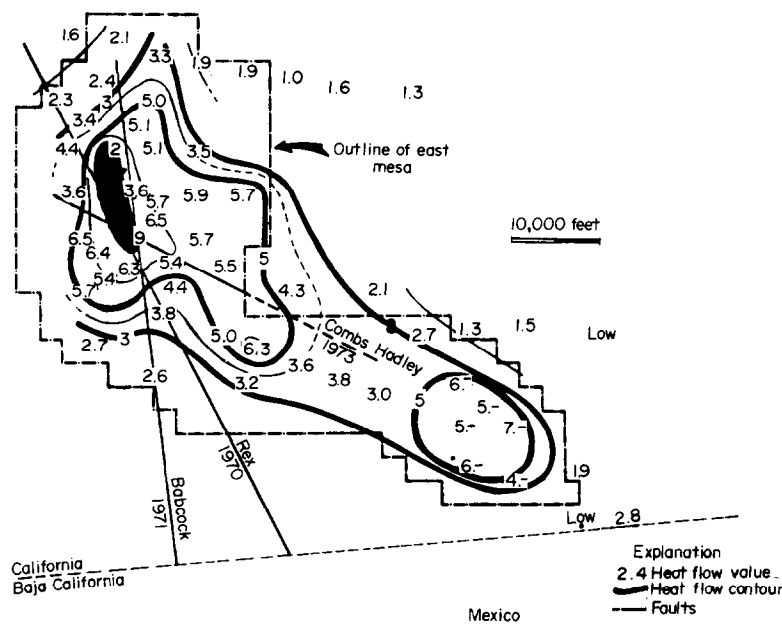 1.6 2.1
3.3 1.9 1.9 1.0 1.6 1.3
2.4
2.3 3 5.0
3.4 5.1
4.4 2 5.1 3.5
Outline of east
mesa
3.6 3.6 5.7 5.9 5.7
6.5
10,000 feet
6.5 9 5.7 5
6.4
5.4 5.5
5.4 6.3
5.7 4.4 4.3 2.1
3.8
2.7 3 5.0 6.3 2.7 1.3 1.5 Low
Combs Hadley
1973
2.6 3.2 3.6 3.8 3.0
5 6.- 5.-
5.- 7.-
6.- 4.- 1.9
Rex
1970
Babcock
1971
Low 2.8
California
Baja California
Mexico
Explanation
2.4 Heat flow value
Heat flow contour
Faults